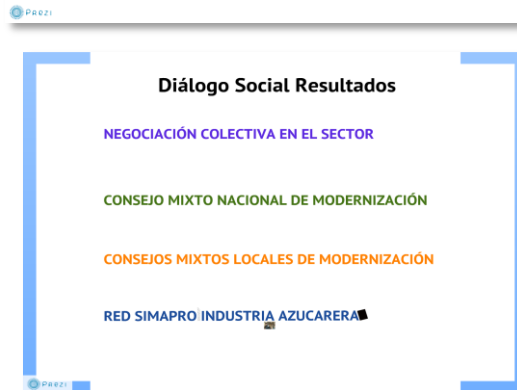 Prezi
Diálogo Social Resultados
NEGOCIACIÓN COLECTIVA EN EL SECTOR
CONSEJO MIXTO NACIONAL DE MODERNIZACIÓN
CONSEJOS MIXTOS LOCALES DE MODERNIZACIÓN
RED SIMAPRO INDUSTRIA AZUCARERA
Prezi